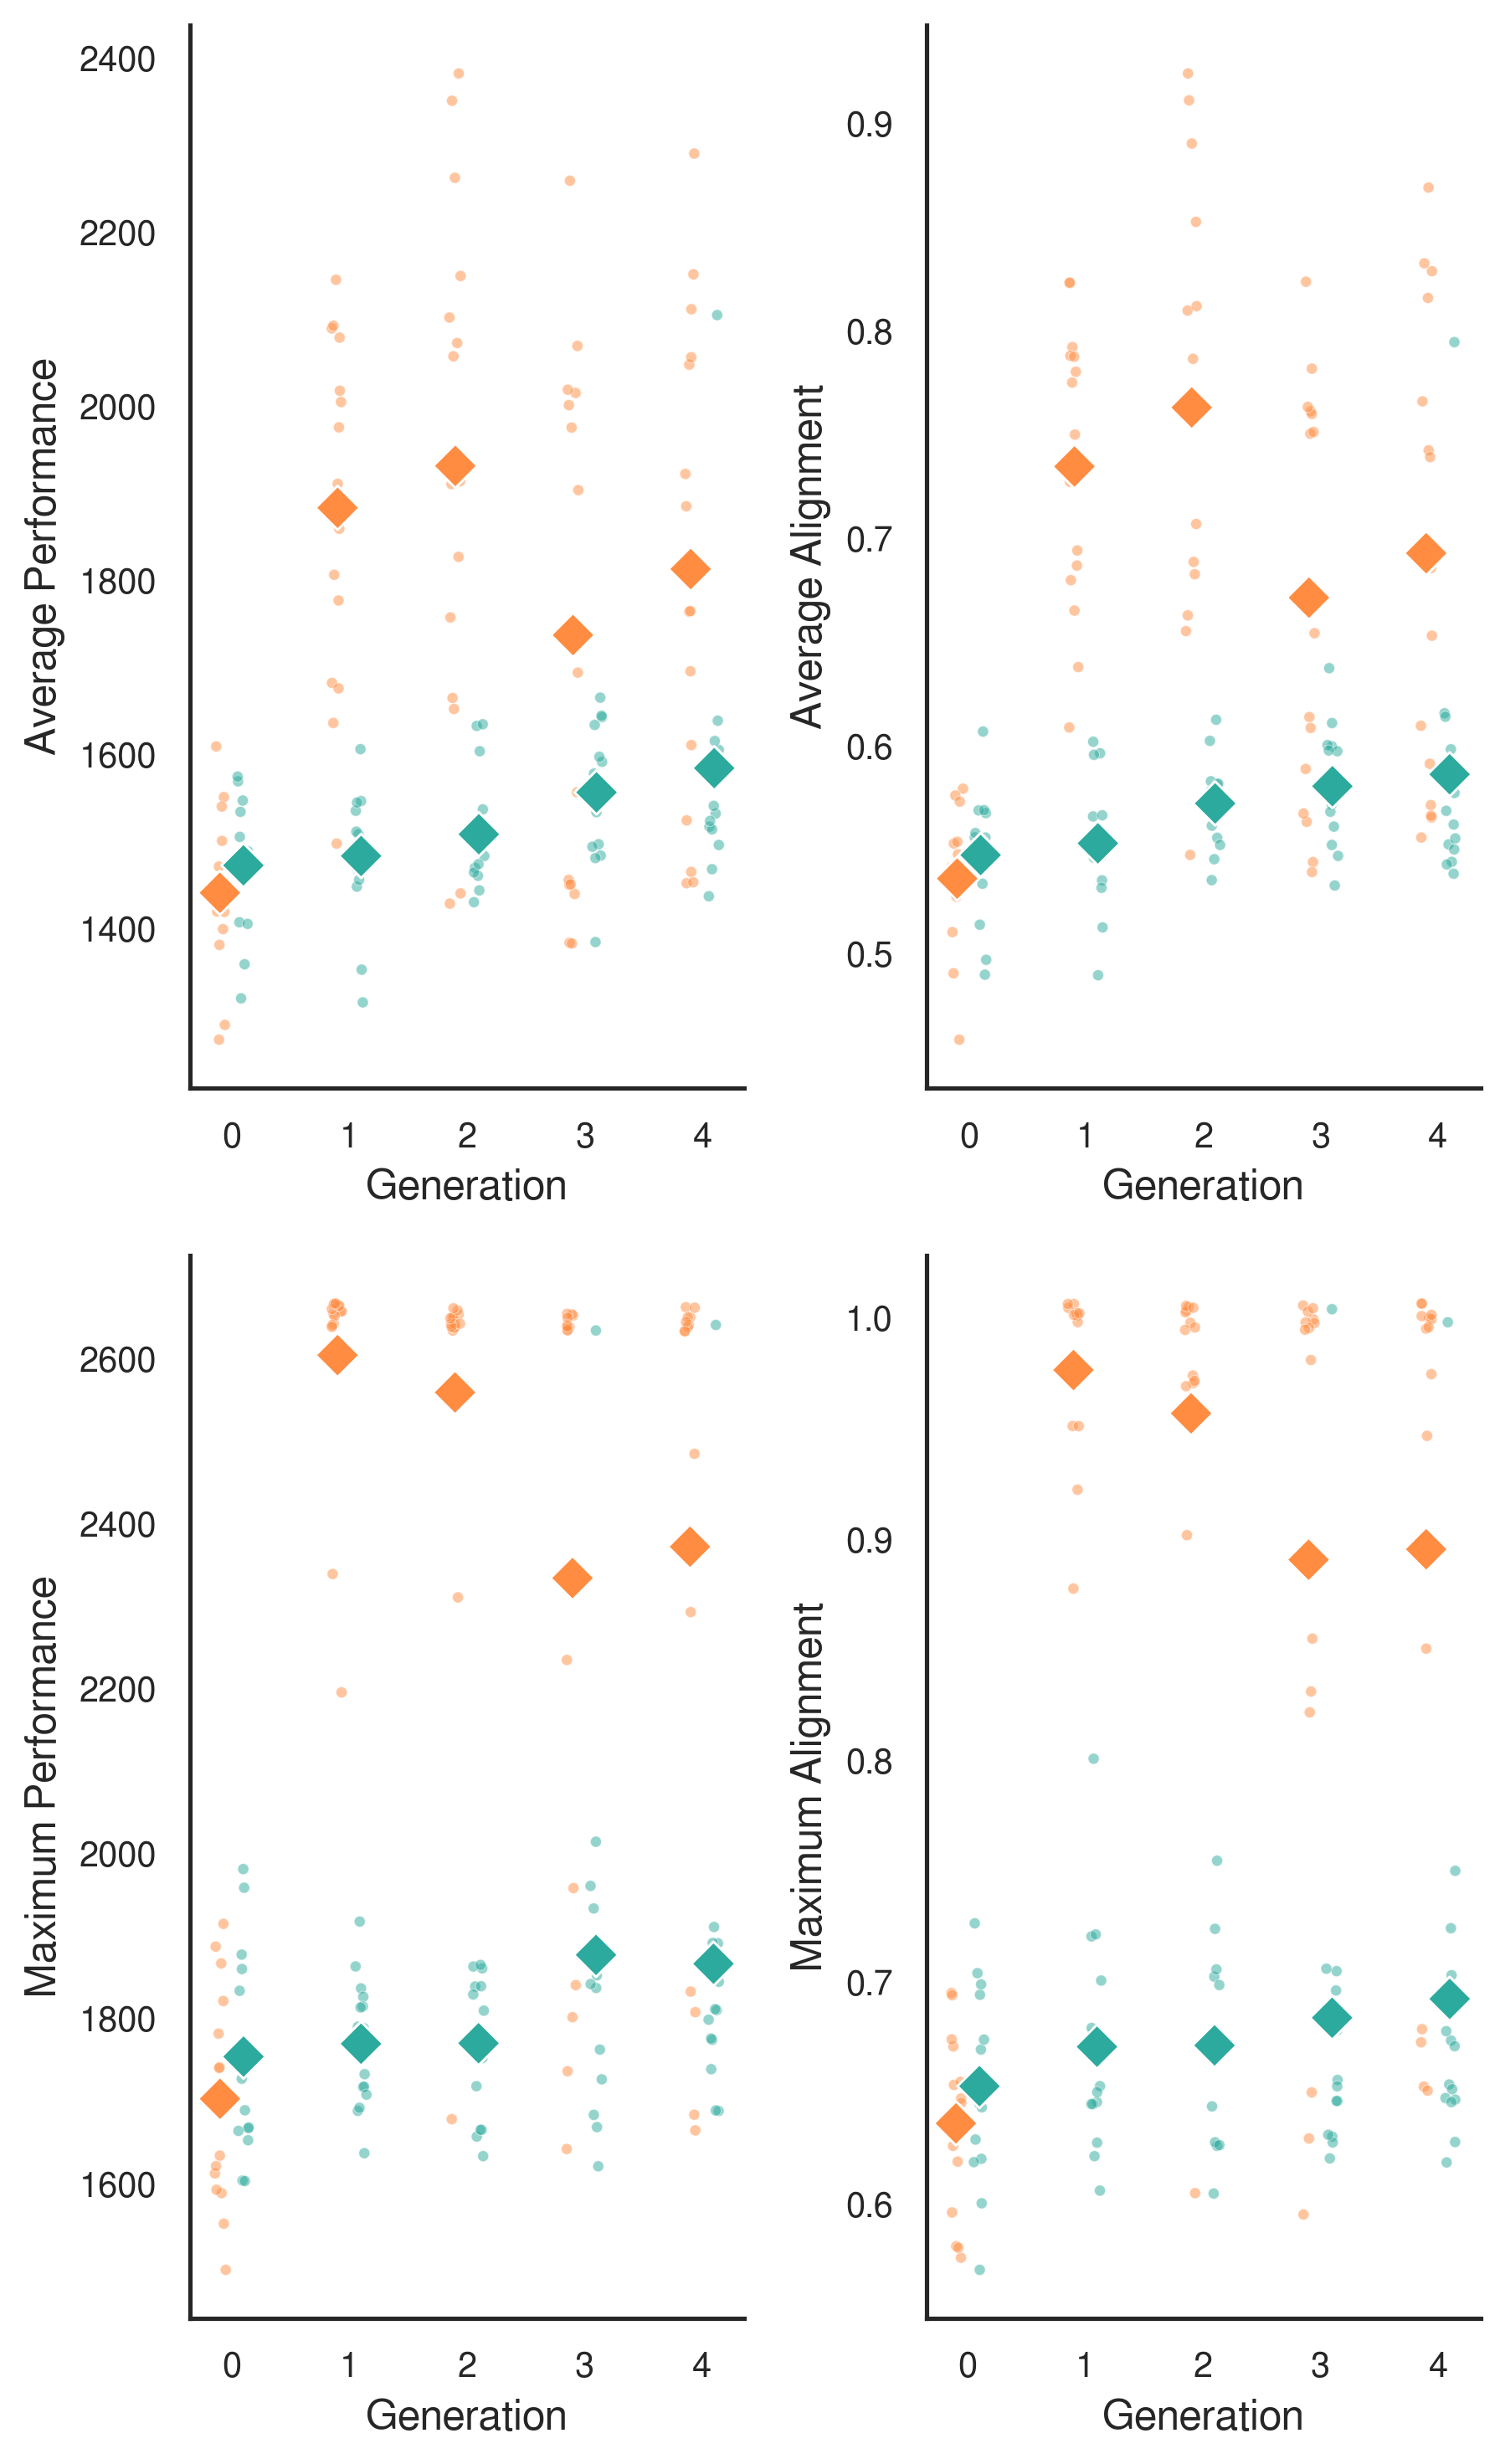 Average Performance
2400
2200
2000
1800
1600
1400
0 1 2 3 4
Generation
Average Alignment
0.9
0.8
0.7
0.6
0.5
0 1 2 3 4
Generation
Maximum Performance
2600
2400
2200
2000
1800
1600
0 1 2 3 4
Generation
Maximum Alignment
1.0
0.9
0.8
0.7
0.6
0 1 2 3 4
Generation